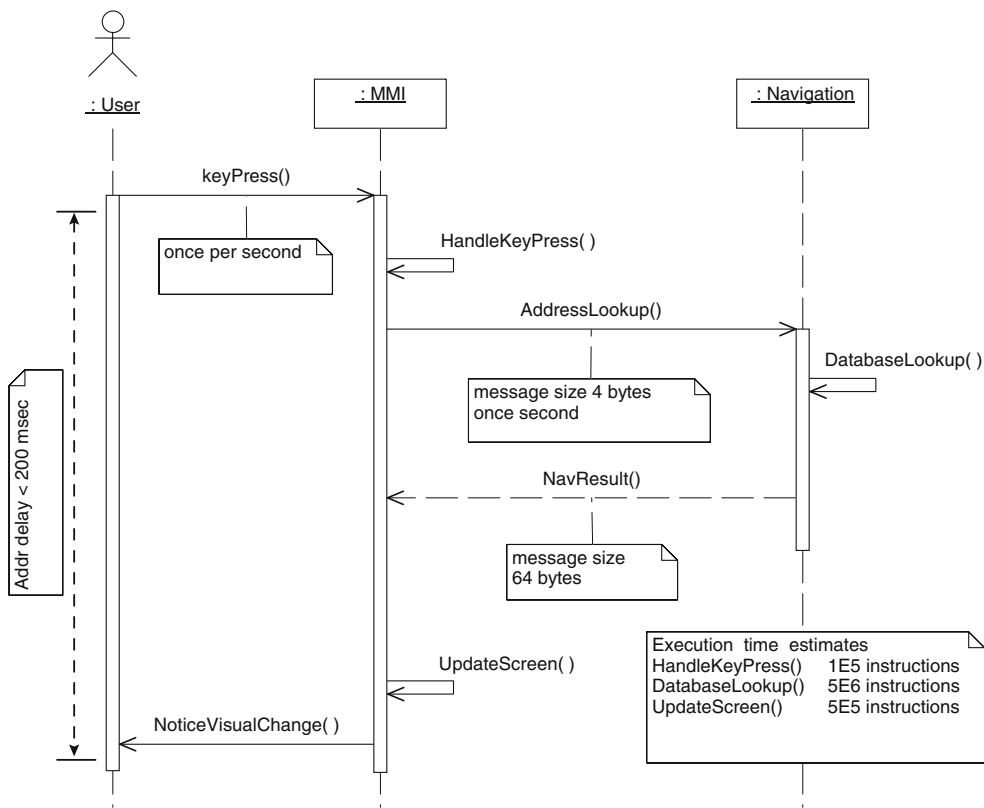 : User
: MMI
: Navigation
keyPress()
once per second
HandleKeyPress( )
AddressLookup()
DatabaseLookup( )
message size 4 bytes
once second
Addr delay < 200 msec
NavResult()
message size
64 bytes
UpdateScreen( )
NoticeVisualChange( )
Execution time estimates
HandleKeyPress() 1E5 instructions
DatabaseLookup() 5E6 instructions
UpdateScreen() 5E5 instructions